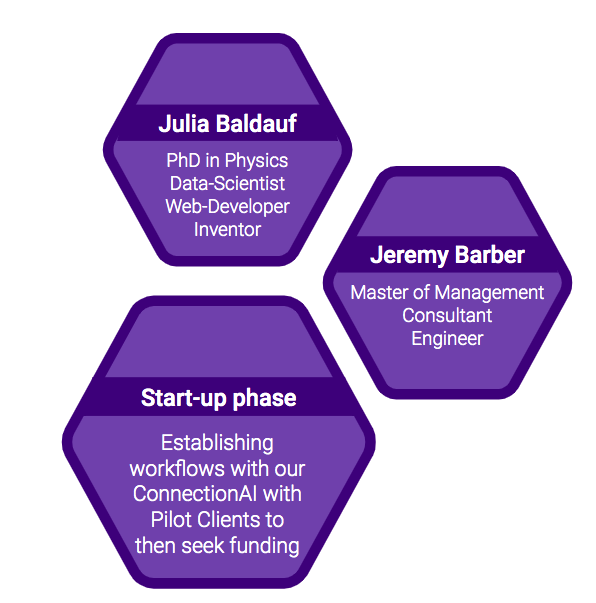 Julia Baldauf
PhD in Physics
Data-Scientist
Web-Developer
Inventor
Jeremy Barber
Master of Management
Consultant
Engineer
Start-up phase
Establishing
workflows with our
ConnectionAI with
Pilot Clients to
then seek funding